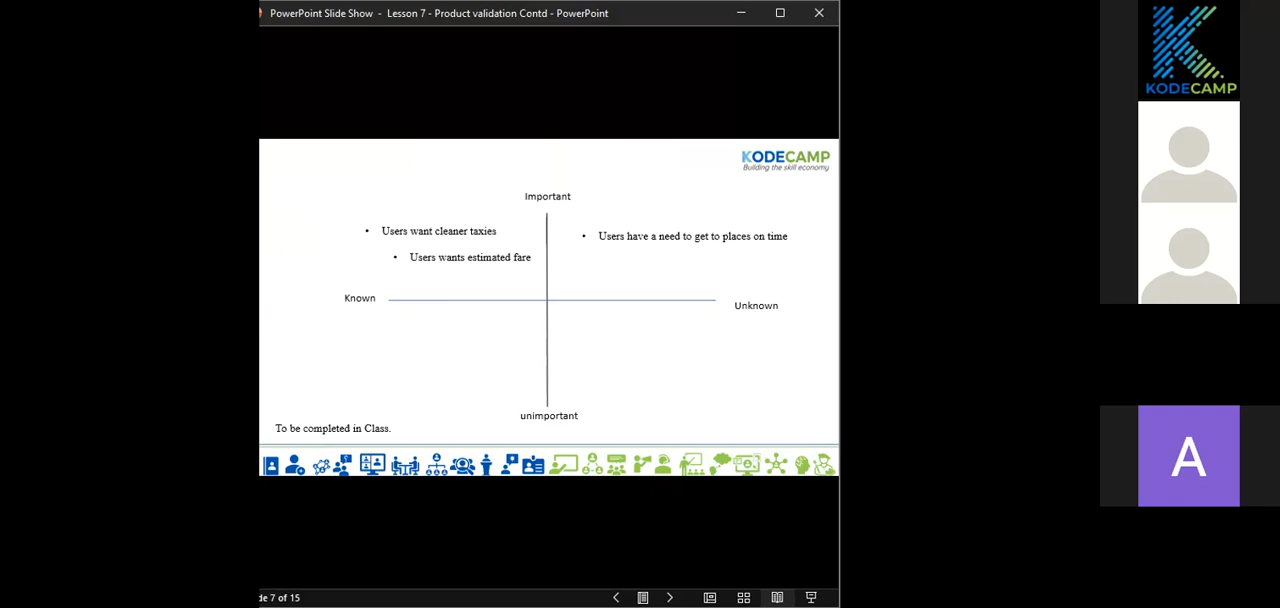 PowerPoint Slide Show - Lesson 7 - Product validation Contd - PowerPoint
KODECAMP
KODECAMP
Building the skill economy
Important
• Users want cleaner taxies
• Users have a need to get to places on time
• Users wants estimated fare
Known
Unknown
unimportant
To be completed in Class.
A
de 7 of 15